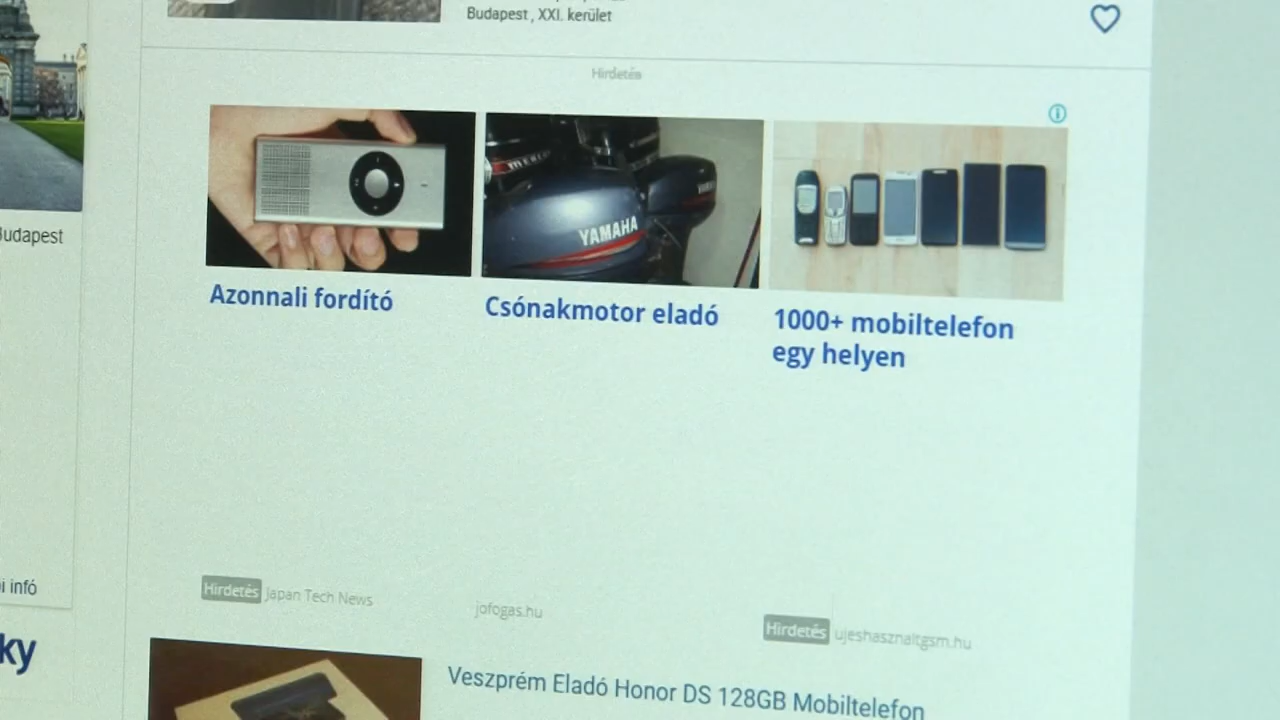 Budapest, XXI. kerület
Hirdetés
Budapest
YAMAHA
Azonnali fordító
Csónakmotor eladó
1000+ mobiltelefon
egy helyen
i infó
Hirdetés Japan Tech News
jofogas.hu
Hirdetés ujeshasznaltgsm.hu
ky
Veszprém Eladó Honor DS 128GB Mobiltelefon